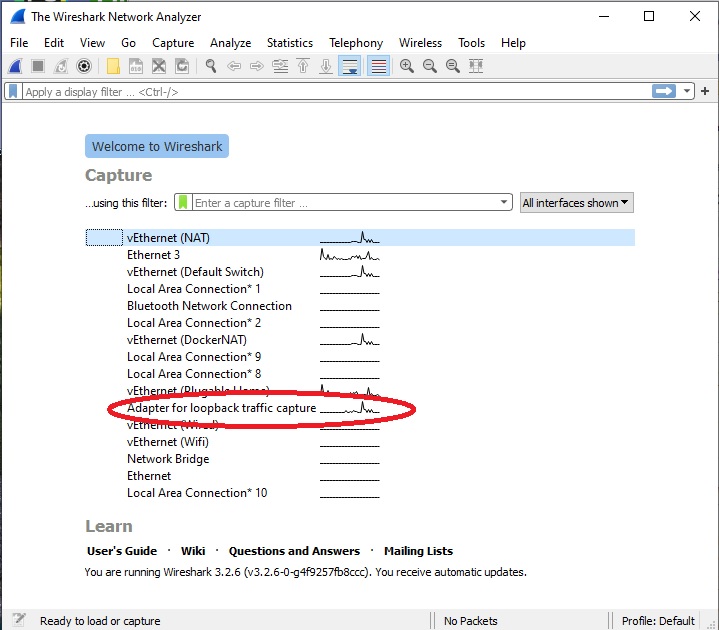 The Wireshark Network Analyzer
File Edit View Go Capture Analyze Statistics Telephony Wireless Tools Help
Apply a display filter ... <Ctrl-/>
Welcome to Wireshark
Capture
...using this filter: Enter a capture filter ... All interfaces shown
vEthernet (NAT)
Ethernet 3
vEthernet (Default Switch)
Local Area Connection* 1
Bluetooth Network Connection
Local Area Connection* 2
vEthernet (DockerNAT)
Local Area Connection* 9
Local Area Connection* 8
vEthernet (Plugable Home)
Adapter for loopback traffic capture
vEthernet (Wired)
vEthernet (Wifi)
Network Bridge
Ethernet
Local Area Connection* 10
Learn
User's Guide · Wiki · Questions and Answers · Mailing Lists
You are running Wireshark 3.2.6 (v3.2.6-0-g4f9257fb8ccc). You receive automatic updates.
Ready to load or capture No Packets Profile: Default